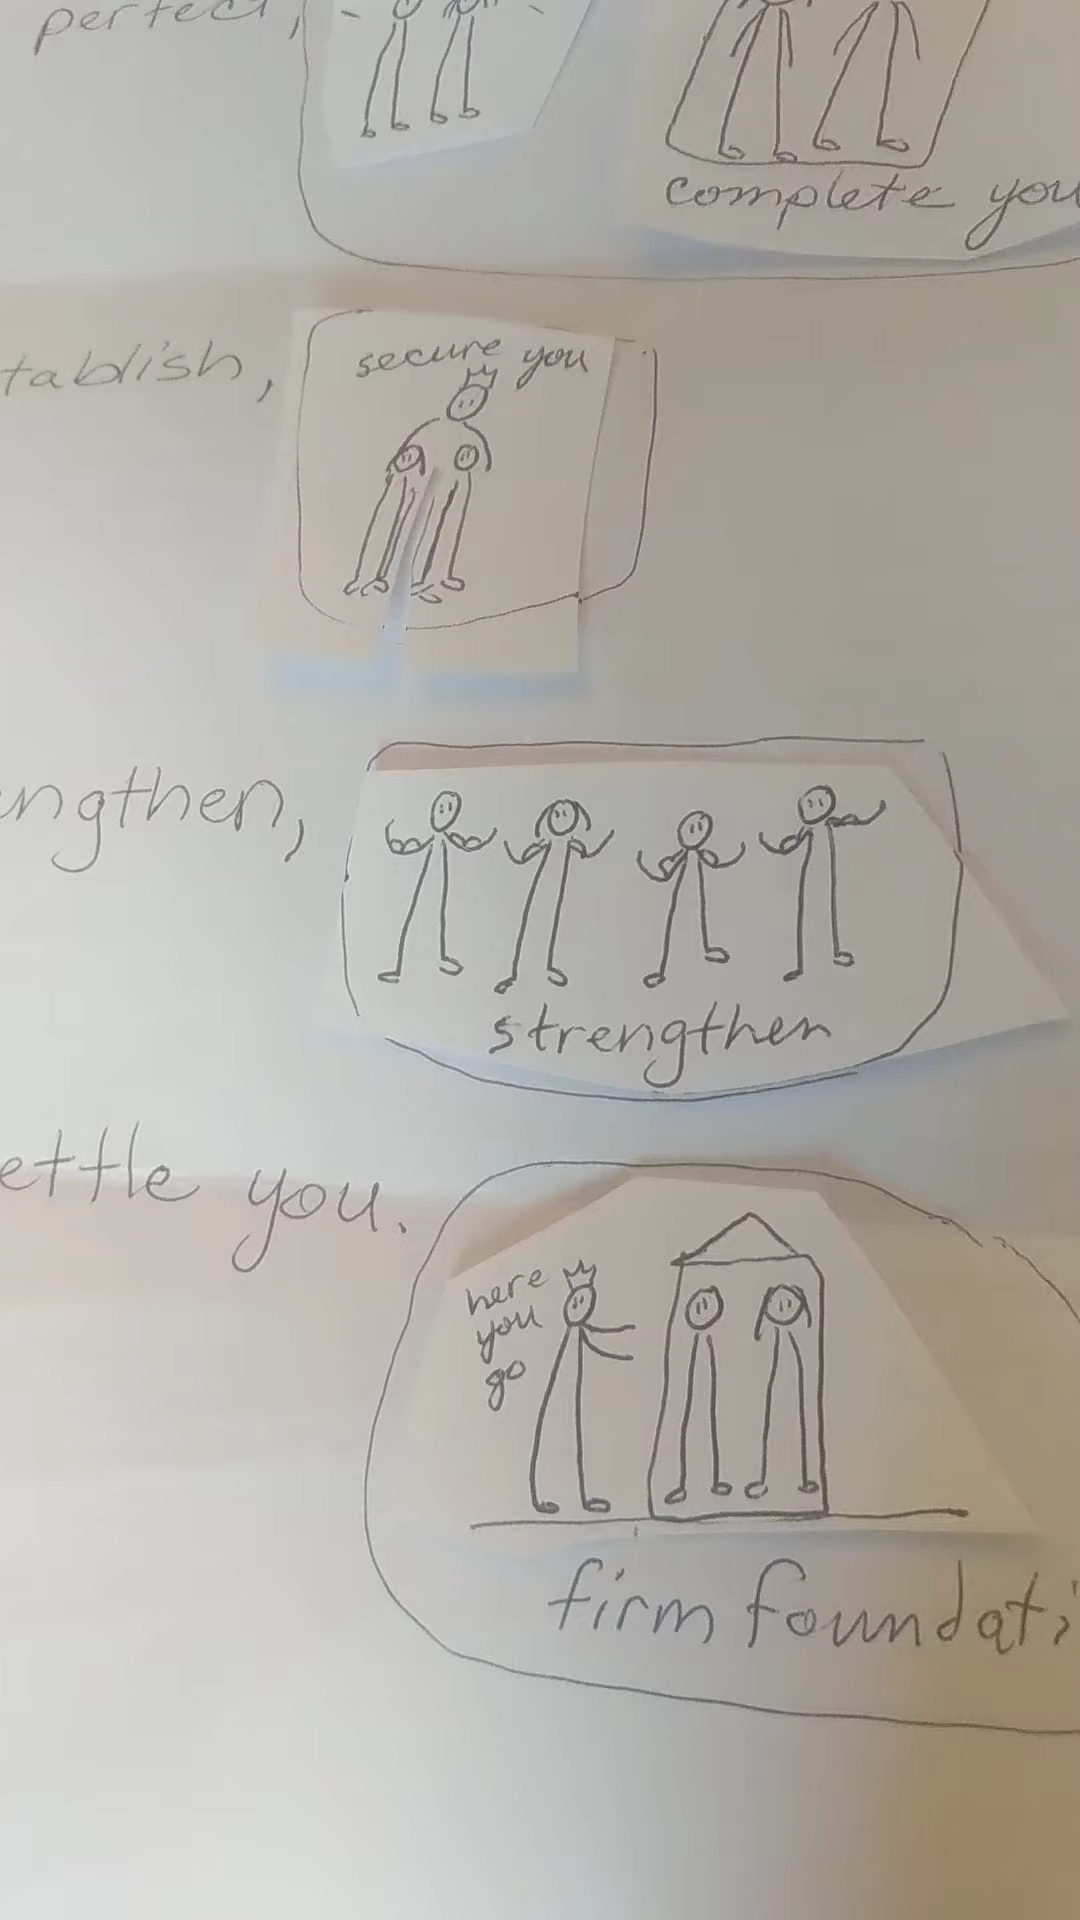 perfect,
complete you
tablish,
secure you
ngthen,
strengthen
ettle you.
here
you
go
firm foundati